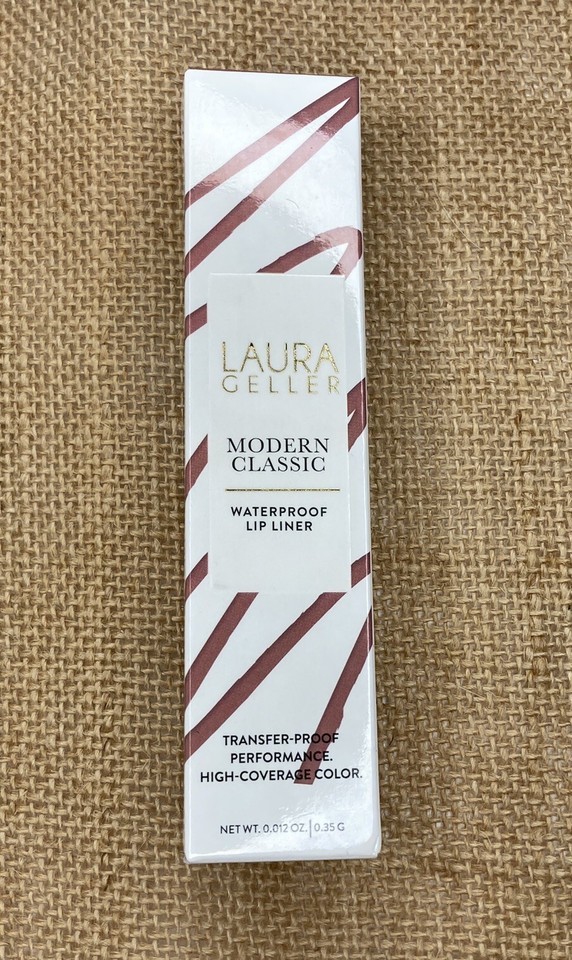 LAURA
GELLER
MODERN
CLASSIC
WATERPROOF
LIP LINER
TRANSFER-PROOF
PERFORMANCE.
HIGH-COVERAGE COLOR.
NET WT. 0.012 OZ. | 0.35 G